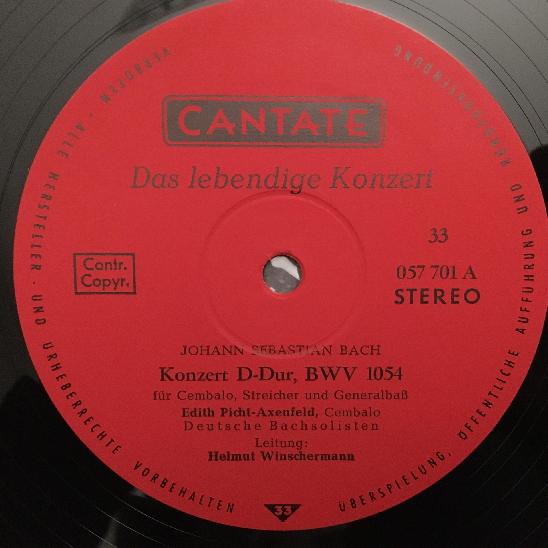 CANTATE
Das lebendige Konzert
33
057 701 A
STEREO
Contr.
Copyr.
JOHANN SEBASTIAN BACH
Konzert D-Dur, BWV 1054
für Cembalo, Streicher und Generalbaß
Edith Picht-Axenfeld, Cembalo
Deutsche Bachsolisten
Leitung:
Helmut Winschermann
ALLE HERSTELLER- UND URHEBERRECHTE VORBEHALTEN
33
ÜBERSPIELUNG, ÖFFENTLICHE AUFFÜHRUNG UND RUNDFUNKSENDUNG VERBOTEN